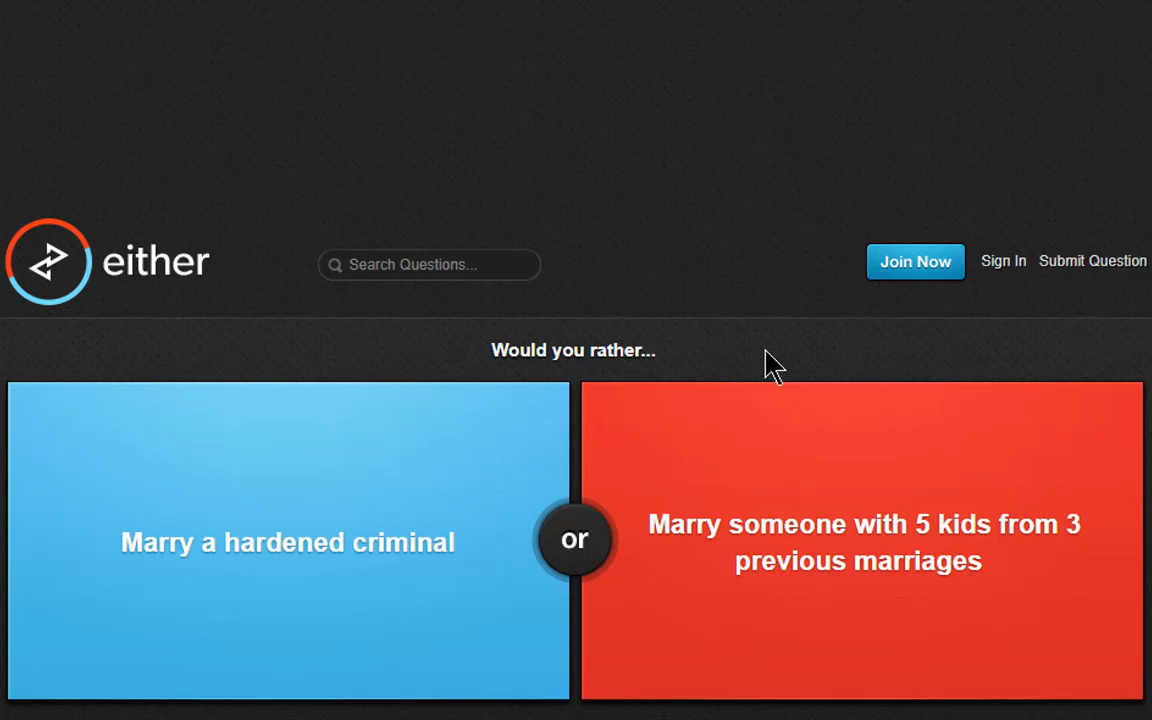 either
Search Questions...
Join Now
Sign In
Submit Question
Would you rather...
Marry a hardened criminal
or
Marry someone with 5 kids from 3
previous marriages